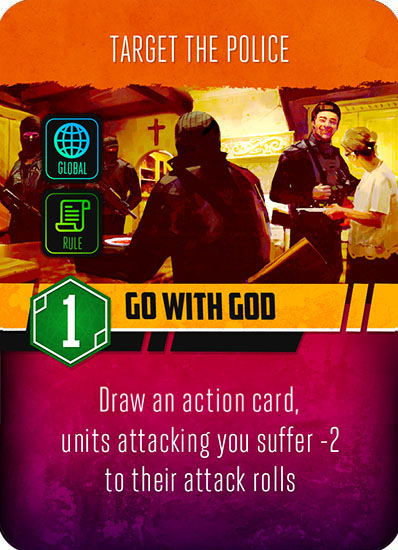 TARGET THE POLICE
GLOBAL
RULE
1
GO WITH GOD
Draw an action card,
units attacking you suffer -2
to their attack rolls